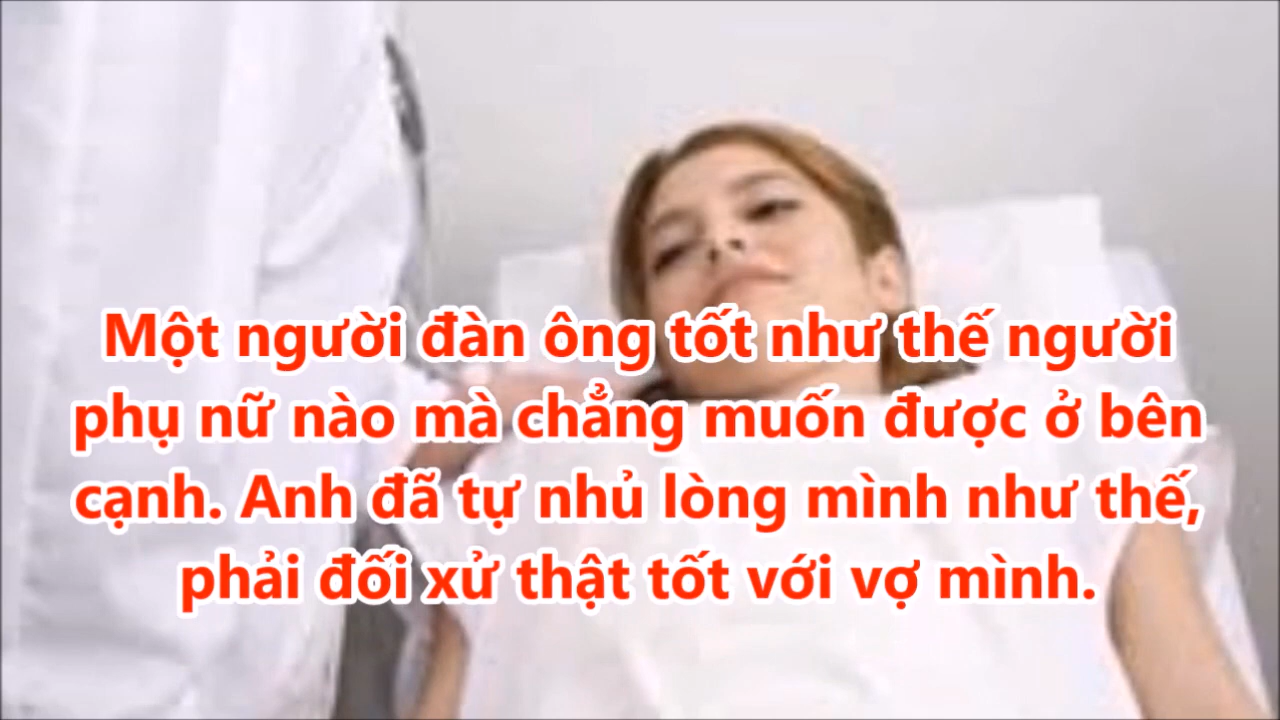 Một người đàn ông tốt như thế người
phụ nữ nào mà chẳng muốn được ở bên
cạnh. Anh đã tự nhủ lòng mình như thế,
phải đối xử thật tốt với vợ mình.